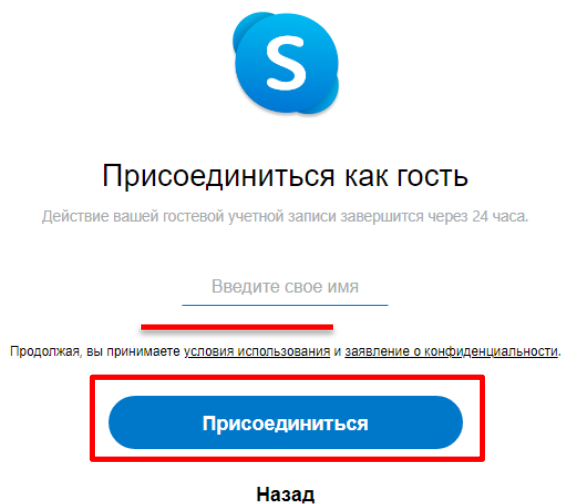 S
Присоединиться как гость
Действие вашей гостевой учетной записи завершится через 24 часа.
Введите свое имя
Продолжая, вы принимаете условия использования и заявление о конфиденциальности.
Присоединиться
Назад